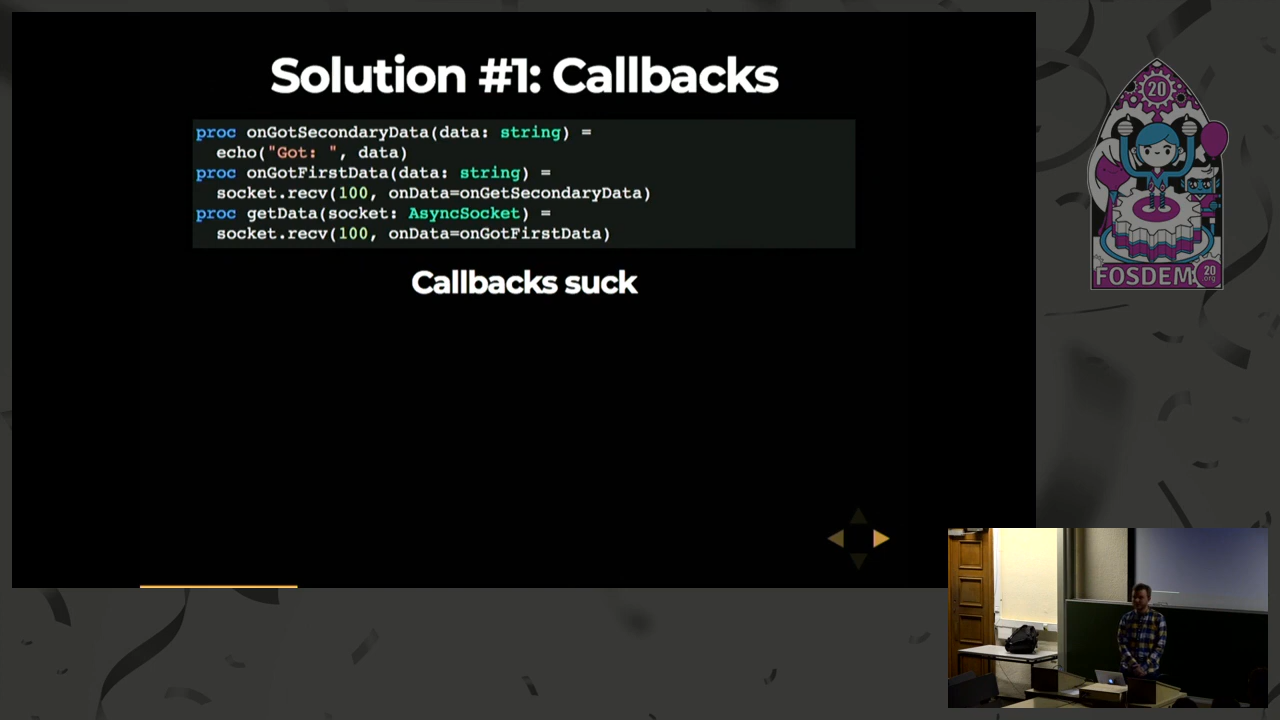 Solution #1: Callbacks
proc onGotSecondaryData(data: string) =
  echo("Got: ", data)
proc onGotFirstData(data: string) =
  socket.recv(100, onData=onGetSecondaryData)
proc getData(socket: AsyncSocket) =
  socket.recv(100, onData=onGotFirstData)
Callbacks suck
20
FOSDEM
20
org